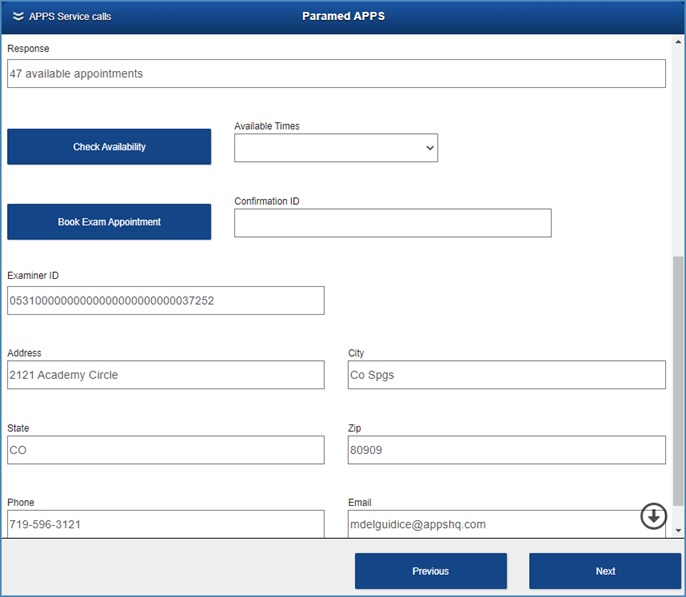 APPS Service calls
Paramed APPS
Response
47 available appointments
Available Times
Check Availability
Confirmation ID
Book Exam Appointment
Examiner ID
05310000000000000000000000037252
Address
City
2121 Academy Circle
Co Spgs
State
Zip
CO
80909
Phone
Email
719-596-3121
mdelguidice@appshq.com
Previous
Next